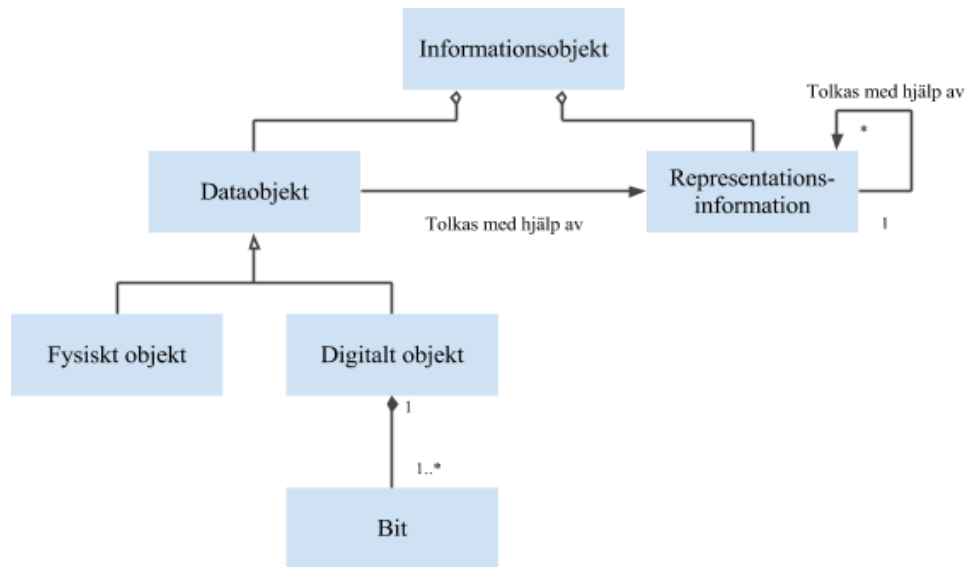 Informationsobjekt
Tolkas med hjälp av
*
Dataobjekt
Representations-
information
Tolkas med hjälp av
1
Fysiskt objekt
Digitalt objekt
1
1..*
Bit